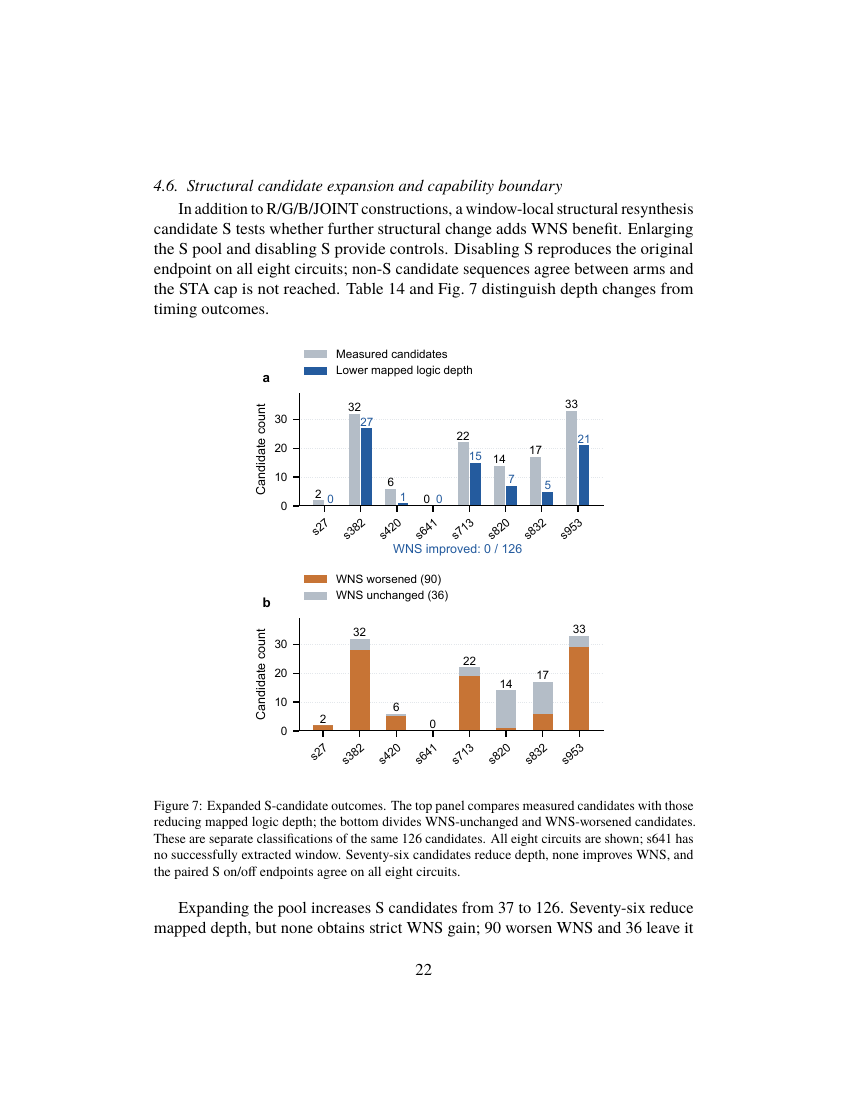 4.6. Structural candidate expansion and capability boundary
In addition to R/G/B/JOINT constructions, a window-local structural resynthesis
candidate S tests whether further structural change adds WNS benefit. Enlarging
the S pool and disabling S provide controls. Disabling S reproduces the original
endpoint on all eight circuits; non-S candidate sequences agree between arms and
the STA cap is not reached. Table 14 and Fig. 7 distinguish depth changes from
timing outcomes.
Measured candidates
Lower mapped logic depth
a
Candidate count
30
20
10
0
2 0
32 27
6 1
0 0
22 15
14 7
17 5
33 21
s27 s382 s420 s641 s713 s820 s832 s953
WNS improved: 0 / 126
WNS worsened (90)
WNS unchanged (36)
b
Candidate count
30
20
10
0
2 32 6 0 22 14 17 33
s27 s382 s420 s641 s713 s820 s832 s953
Figure 7: Expanded S-candidate outcomes. The top panel compares measured candidates with those
reducing mapped logic depth; the bottom divides WNS-unchanged and WNS-worsened candidates.
These are separate classifications of the same 126 candidates. All eight circuits are shown; s641 has
no successfully extracted window. Seventy-six candidates reduce depth, none improves WNS, and
the paired S on/off endpoints agree on all eight circuits.
Expanding the pool increases S candidates from 37 to 126. Seventy-six reduce
mapped depth, but none obtains strict WNS gain; 90 worsen WNS and 36 leave it
22